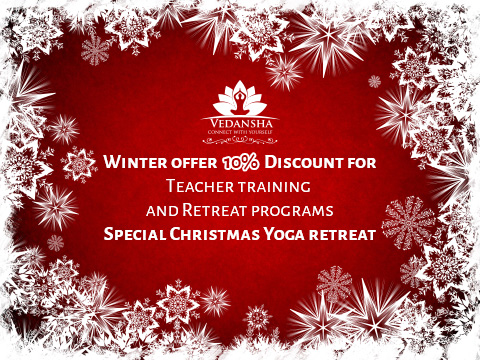 Vedansha
Connect with Yourself
Winter offer 10% Discount for
Teacher training
and Retreat programs
Special Christmas Yoga retreat